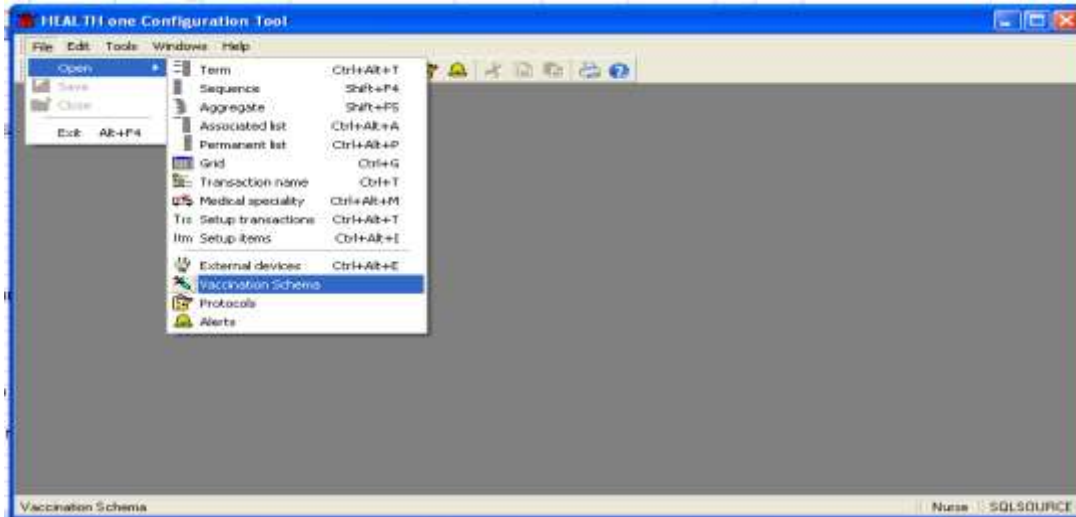 HEALTH one Configuration Tool
File Edit Tools Windows Help
Open
Save
Close
Exit Alt+F4
Term Ctrl+Alt+T
Sequence Shift+F4
Aggregate Shift+F5
Associated list Ctrl+Alt+A
Permanent list Ctrl+Alt+P
Grid Ctrl+G
Transaction name Ctrl+T
Medical speciality Ctrl+Alt+M
Setup transactions Ctrl+Alt+T
Itm Setup items Ctrl+Alt+I
External devices Ctrl+Alt+E
Vaccination Schema
Protocols
Alerts
Vaccination Schema Nurse SQLSOURCE